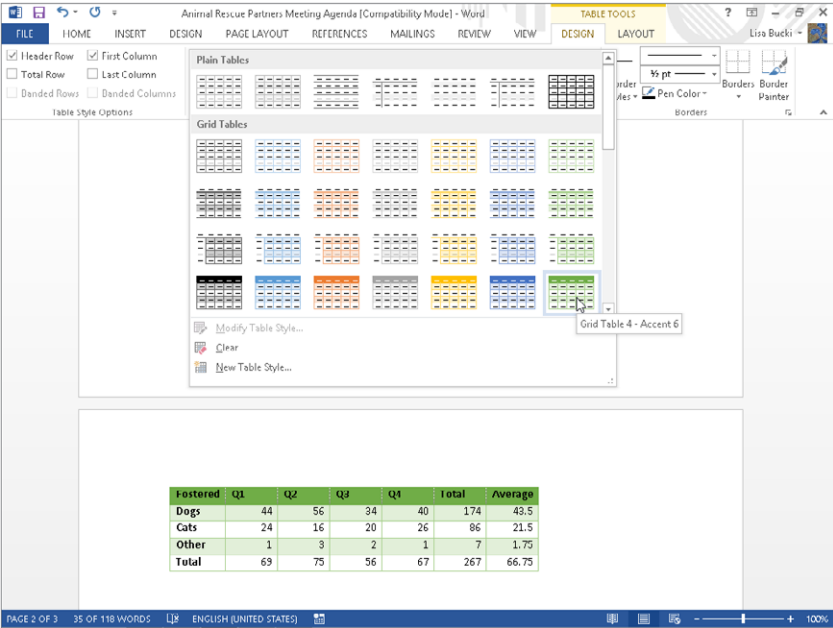 Animal Rescue Partners Meeting Agenda [Compatibility Mode] - Word
TABLE TOOLS
?
FILE HOME INSERT DESIGN PAGE LAYOUT REFERENCES MAILINGS REVIEW VIEW DESIGN LAYOUT Lisa Bucki
Header Row First Column
Total Row Last Column
Banded Rows Banded Columns
Table Style Options
Plain Tables
Grid Tables
½ pt
Pen Color
Borders Border
Painter
Borders
Grid Table 4 - Accent 6
Modify Table Style...
Clear
New Table Style...
Fostered Q1 Q2 Q3 Q4 Total Average
Dogs 44 56 34 40 174 43.5
Cats 24 16 20 26 86 21.5
Other 1 3 2 1 7 1.75
Total 69 75 56 67 267 66.75
PAGE 2 OF 3 35 OF 118 WORDS ENGLISH (UNITED STATES) 100%